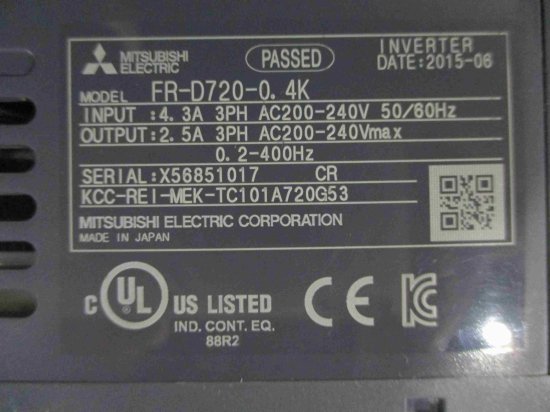 MITSUBISHI ELECTRIC
PASSED
INVERTER
DATE:2015-06
MODEL FR-D720-0.4K
INPUT :4.3A 3PH AC200-240V 50/60Hz
OUTPUT:2.5A 3PH AC200-240Vmax
0.2-400Hz
SERIAL:X56851017 CR
KCC-REI-MEK-TC101A720G53
MITSUBISHI ELECTRIC CORPORATION
MADE IN JAPAN
C UL US LISTED
IND. CONT. EQ.
88R2
CE